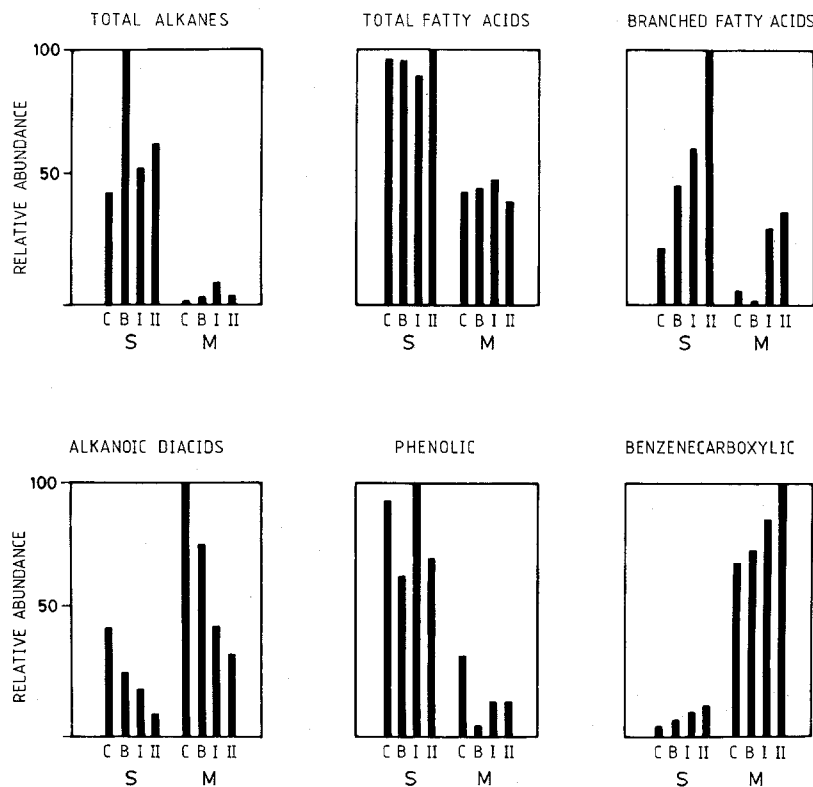 TOTAL ALKANES
TOTAL FATTY ACIDS
BRANCHED FATTY ACIDS
RELATIVE ABUNDANCE
100
50
C B I II C B I II
S M
C B I II C B I II
S M
C B I II C B I II
S M
ALKANOIC DIACIDS
PHENOLIC
BENZENECARBOXYLIC
RELATIVE ABUNDANCE
100
50
C B I II C B I II
S M
C B I II C B I II
S M
C B I II C B I II
S M